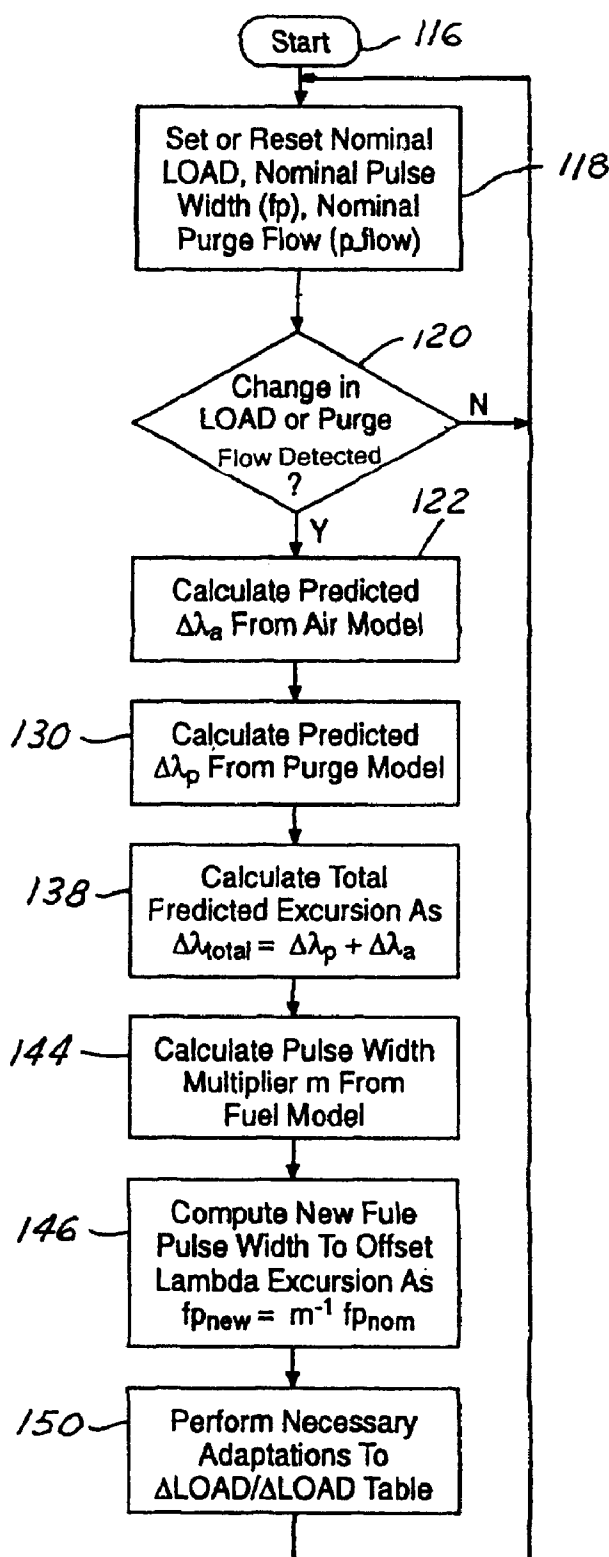 Start
116
Set or Reset Nominal
LOAD, Nominal Pulse
Width (fp), Nominal
Purge Flow (p_flow)
118
120
Change in
LOAD or Purge
Flow Detected
?
N
Y
122
Calculate Predicted
Δλa From Air Model
130
Calculate Predicted
Δλp From Purge Model
138
Calculate Total
Predicted Excursion As
Δλtotal = Δλp + Δλa
144
Calculate Pulse Width
Multiplier m From
Fuel Model
146
Compute New Fule
Pulse Width To Offset
Lambda Excursion As
fpnew = m⁻¹ fpnom
150
Perform Necessary
Adaptations To
ΔLOAD/ΔLOAD Table